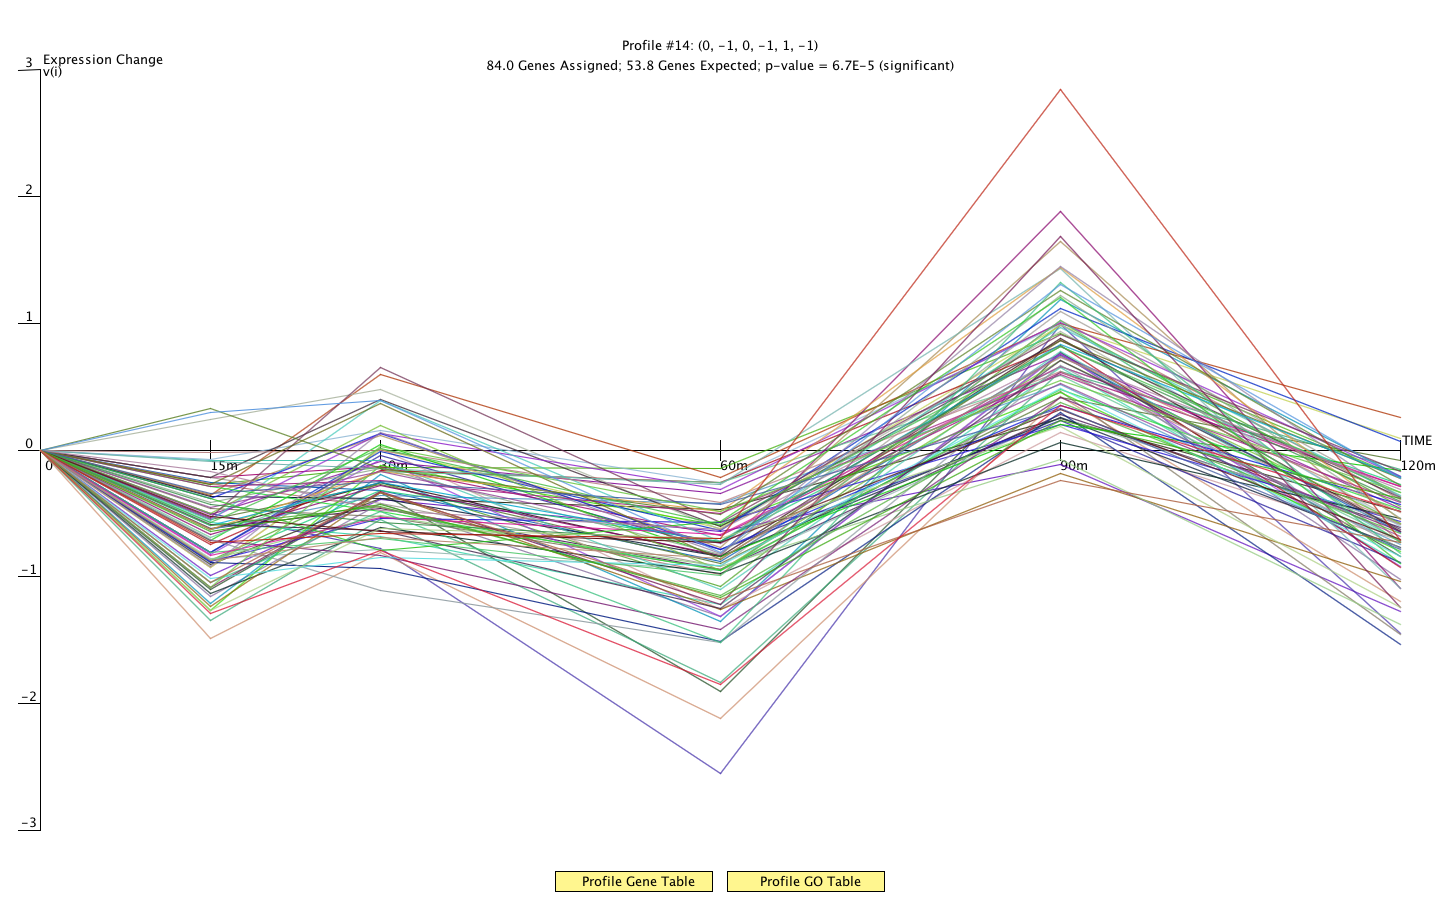 Profile #14: (0, -1, 0, -1, 1, -1)
84.0 Genes Assigned; 53.8 Genes Expected; p-value = 6.7E-5 (significant)
Expression Change
v(i)
3
2
1
0
-1
-2
-3
0
15m
30m
60m
90m
120m
TIME
Profile Gene Table
Profile GO Table